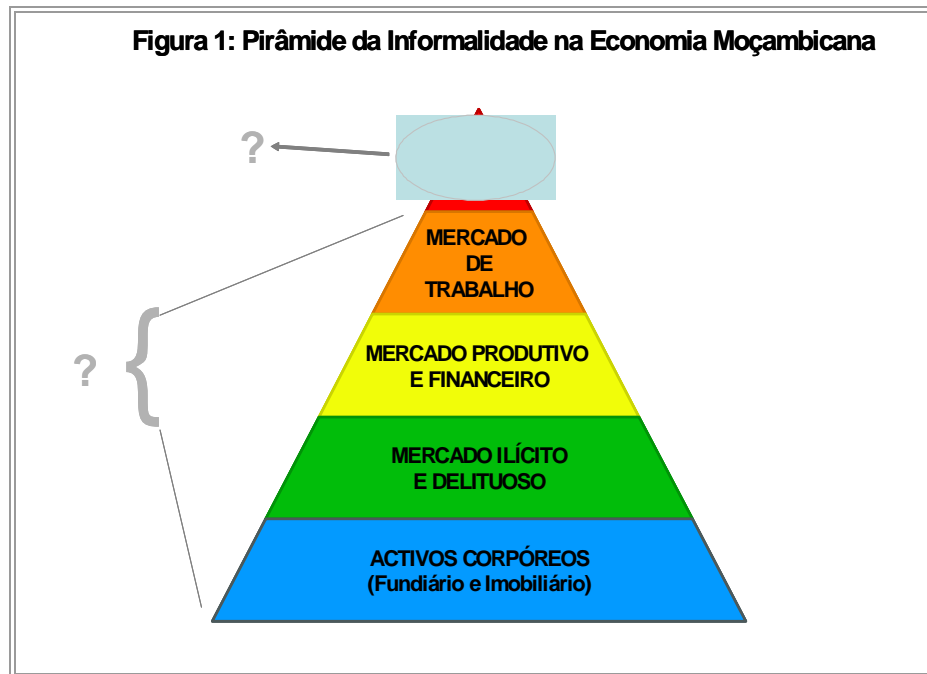 Figura 1: Pirâmide da Informalidade na Economia Moçambicana
?
MERCADO
DE
TRABALHO
?
{
MERCADO PRODUTIVO
E FINANCEIRO
MERCADO ILÍCITO
E DELITUOSO
ACTIVOS CORPÓREOS
(Fundiário e Imobiliário)